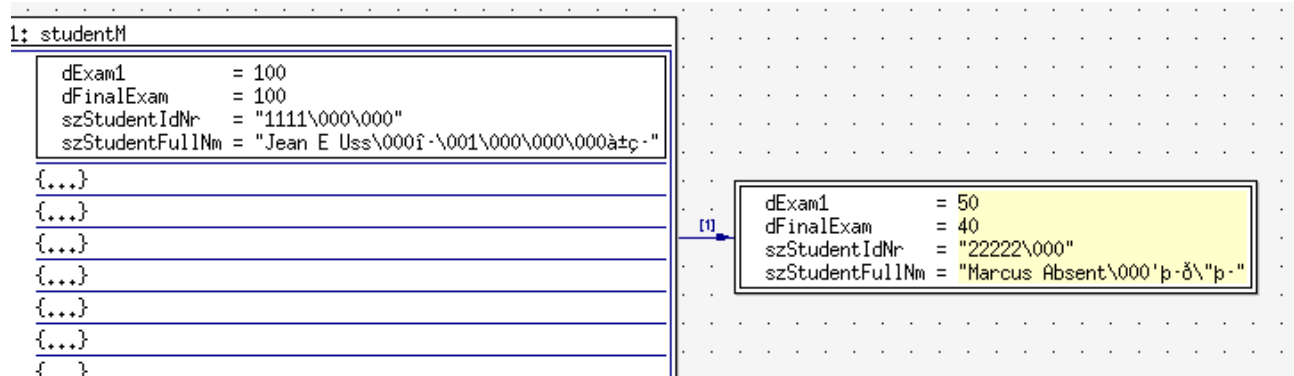 1: studentM
dExam1 = 100
dFinalExam = 100
szStudentIdNr = "1111\000\000"
szStudentFullNm = "Jean E Uss\000î·\001\000\000\000à±ç·"
{...}
{...}
{...}
{...}
{...}
{...}
{...}
[1]
dExam1 = 50
dFinalExam = 40
szStudentIdNr = "22222\000"
szStudentFullNm = "Marcus Absent\000'þ·ð\"þ·"